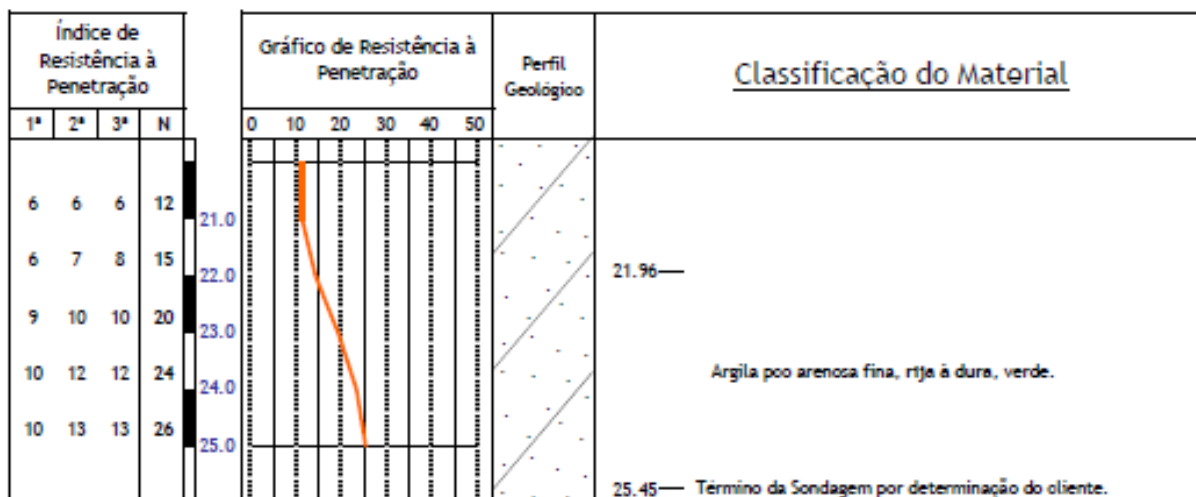 Índice de
Resistência à
Penetração
Gráfico de Resistência à
Penetração
Perfil
Geológico
Classificação do Material
1ª 2ª 3ª N
0 10 20 30 40 50
6 6 6 12
21.0
6 7 8 15
21.96
22.0
9 10 10 20
23.0
10 12 12 24
Argila poo arenosa fina, rija à dura, verde.
24.0
10 13 13 26
25.0
25.45 Término da Sondagem por determinação do oliente.